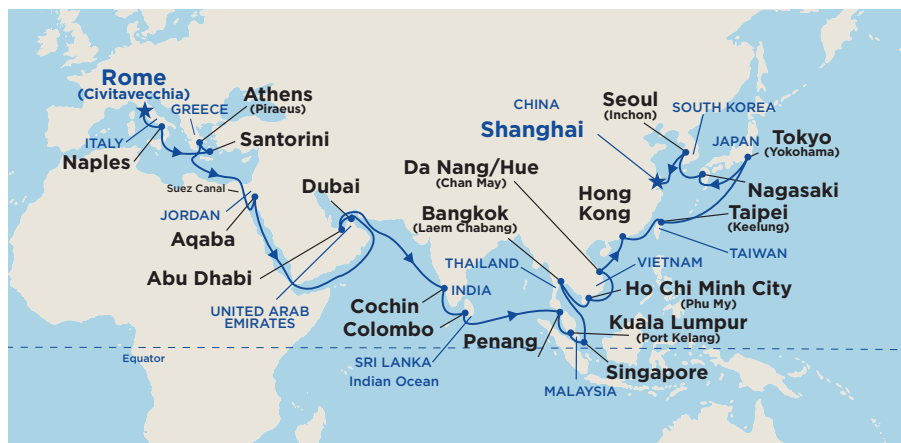 Rome
(Civitavecchia)
ITALY
Naples
GREECE
Athens
(Piraeus)
Santorini
Suez Canal
JORDAN
Aqaba
Dubai
Abu Dhabi
UNITED ARAB
EMIRATES
Cochin
INDIA
Colombo
SRI LANKA
Indian Ocean
Equator
Penang
Kuala Lumpur
(Port Kelang)
MALAYSIA
Singapore
Bangkok
(Laem Chabang)
THAILAND
Ho Chi Minh City
(Phu My)
VIETNAM
Da Nang/Hue
(Chan May)
Hong
Kong
Taipei
(Keelung)
TAIWAN
Tokyo
(Yokohama)
JAPAN
Nagasaki
SOUTH KOREA
Seoul
(Inchon)
CHINA
Shanghai